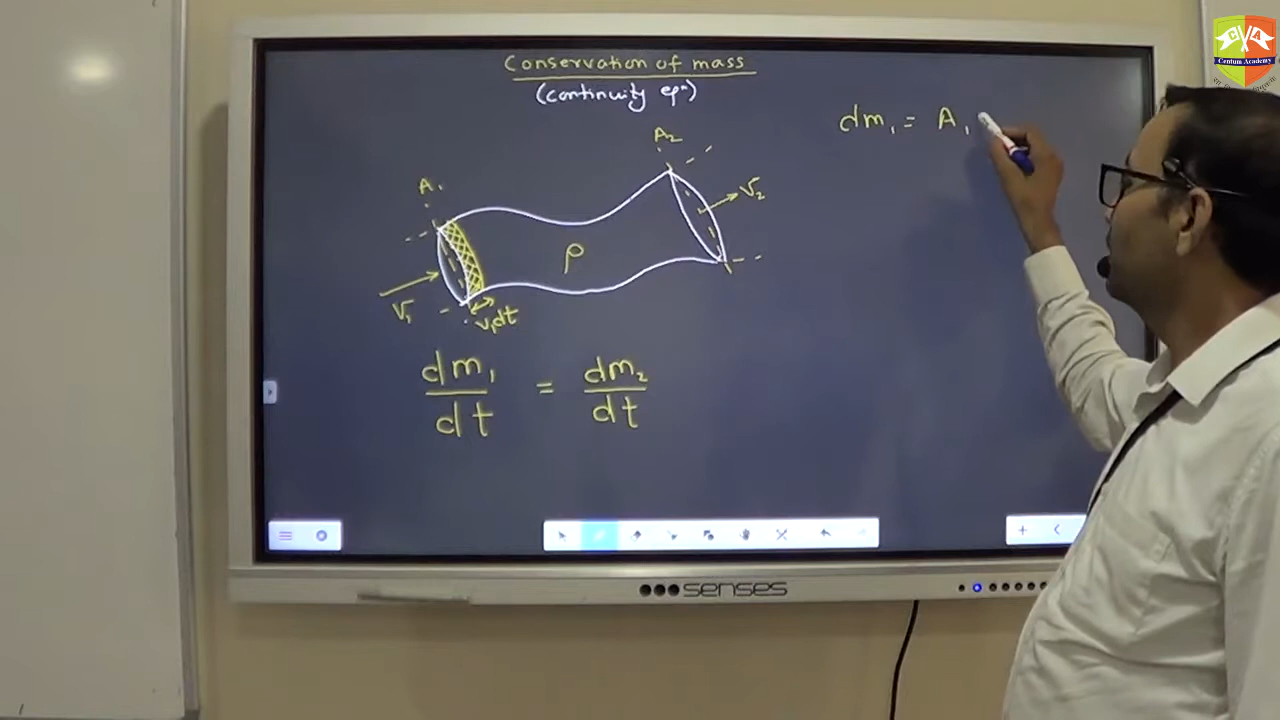 Conservation of mass
(continuity eqⁿ)
dm₁ = A₁
A₁
A₂
v₂
ρ
v₁
v₁dt
dm₁/dt = dm₂/dt
senses
CVA
Centum Academy